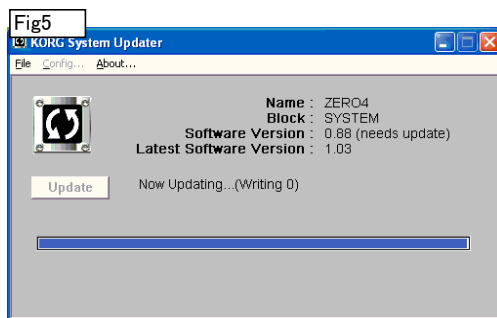 Fig5
KORG System Updater
File Config... About...
Name : ZERO4
Block : SYSTEM
Software Version : 0.88 (needs update)
Latest Software Version : 1.03
Update Now Updating...(Writing 0)